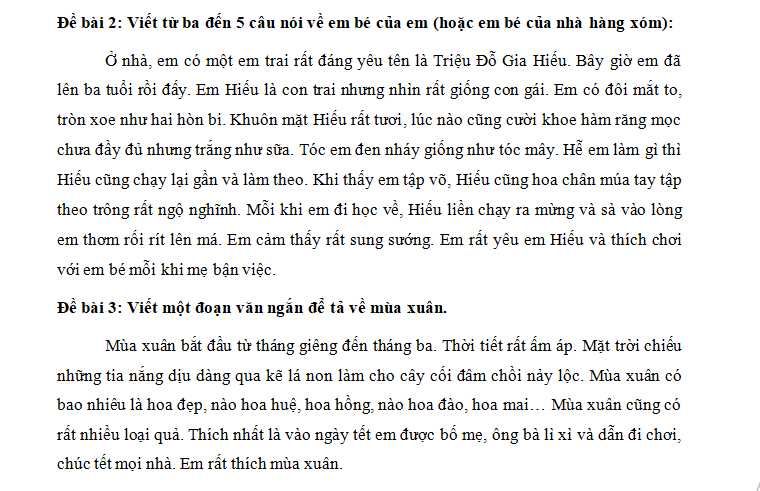 Đề bài 2: Viết từ ba đến 5 câu nói về em bé của em (hoặc em bé của nhà hàng xóm):
Ở nhà, em có một em trai rất đáng yêu tên là Triệu Đỗ Gia Hiếu. Bây giờ em đã
lên ba tuổi rồi đấy. Em Hiếu là con trai nhưng nhìn rất giống con gái. Em có đôi mắt to,
tròn xoe như hai hòn bi. Khuôn mặt Hiếu rất tươi, lúc nào cũng cười khoe hàm răng mọc
chưa đầy đủ nhưng trắng như sữa. Tóc em đen nháy giống như tóc mây. Hễ em làm gì thì
Hiếu cũng chạy lại gần và làm theo. Khi thấy em tập võ, Hiếu cũng hoa chân múa tay tập
theo trông rất ngộ nghĩnh. Mỗi khi em đi học về, Hiếu liền chạy ra mừng và sà vào lòng
em thơm rối rít lên má. Em cảm thấy rất sung sướng. Em rất yêu em Hiếu và thích chơi
với em bé mỗi khi mẹ bận việc.
Đề bài 3: Viết một đoạn văn ngắn để tả về mùa xuân.
Mùa xuân bắt đầu từ tháng giêng đến tháng ba. Thời tiết rất ấm áp. Mặt trời chiếu
những tia nắng dịu dàng qua kẽ lá non làm cho cây cối đâm chồi nảy lộc. Mùa xuân có
bao nhiêu là hoa đẹp, nào hoa huệ, hoa hồng, nào hoa đào, hoa mai… Mùa xuân cũng có
rất nhiều loại quả. Thích nhất là vào ngày tết em được bố mẹ, ông bà lì xì và dẫn đi chơi,
chúc tết mọi nhà. Em rất thích mùa xuân.